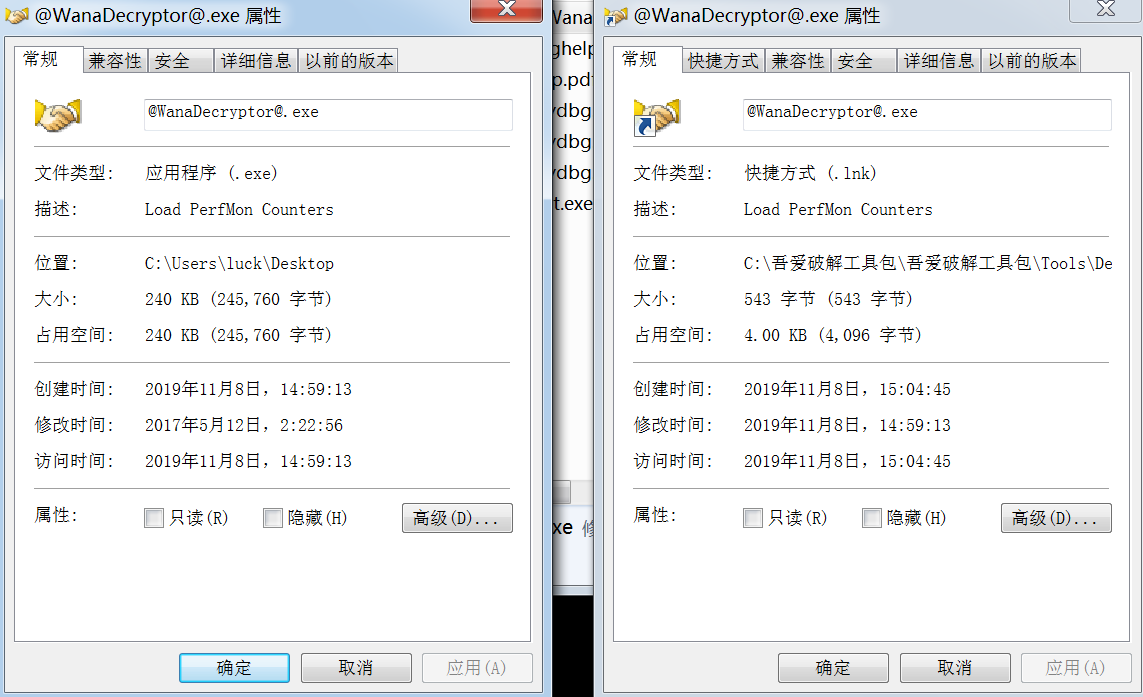 @WanaDecryptor@.exe 属性
常规 兼容性 安全 详细信息 以前的版本
@WanaDecryptor@.exe
文件类型: 应用程序 (.exe)
描述: Load PerfMon Counters
位置: C:\Users\luck\Desktop
大小: 240 KB (245,760 字节)
占用空间: 240 KB (245,760 字节)
创建时间: 2019年11月8日, 14:59:13
修改时间: 2017年5月12日, 2:22:56
访问时间: 2019年11月8日, 14:59:13
属性: 只读(R) 隐藏(H) 高级(D)...
确定 取消 应用(A)
Wana
ghelp
p.pdf
ydbg
ydbg
ydbg
t.exe
xe 修
@WanaDecryptor@.exe 属性
常规 快捷方式 兼容性 安全 详细信息 以前的版本
@WanaDecryptor@.exe
文件类型: 快捷方式 (.lnk)
描述: Load PerfMon Counters
位置: C:\吾爱破解工具包\吾爱破解工具包\Tools\De
大小: 543 字节 (543 字节)
占用空间: 4.00 KB (4,096 字节)
创建时间: 2019年11月8日, 15:04:45
修改时间: 2019年11月8日, 14:59:13
访问时间: 2019年11月8日, 15:04:45
属性: 只读(R) 隐藏(H) 高级(D)...
确定 取消 应用(A)